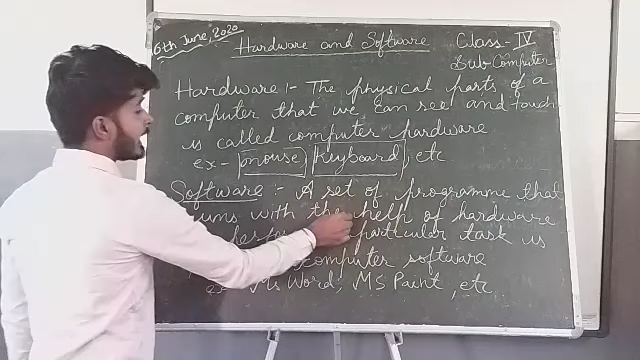 6th June, 2020
Hardware and Software
Class- IV
Sub- Computer
Hardware :- The physical parts of a
computer that we can see and touch
is called computer hardware
ex- mouse, Keyboard, etc
Software :- A set of programme that
with the help of hardware
particular task is
computer software
ex- Ms Word, MS Paint, etc